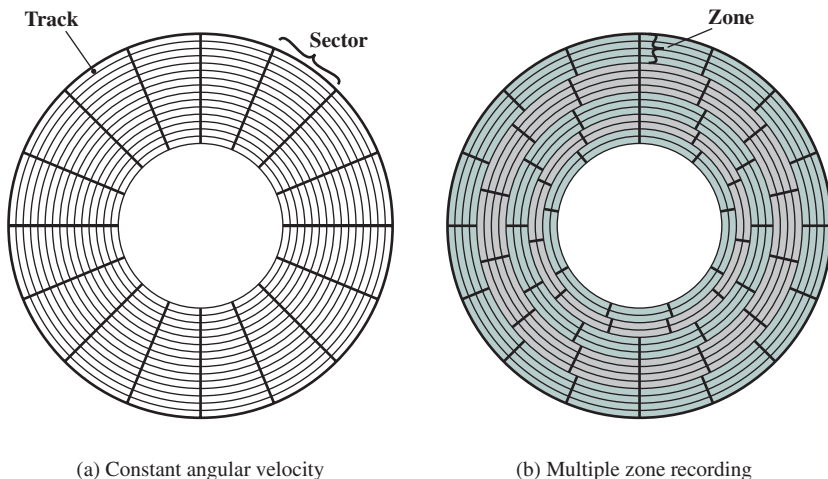 Track
Sector
Zone
(a) Constant angular velocity
(b) Multiple zone recording